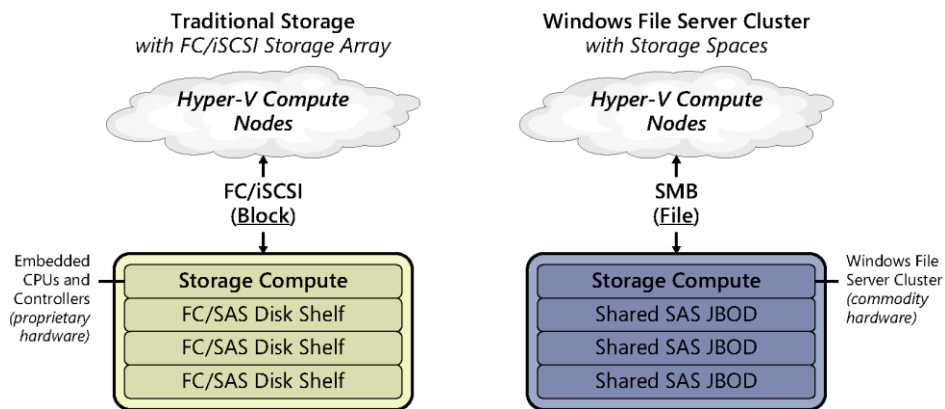 Traditional Storage
with FC/iSCSI Storage Array
Hyper-V Compute
Nodes
FC/iSCSI
(Block)
Embedded
CPUs and
Controllers
(proprietary
hardware)
Storage Compute
FC/SAS Disk Shelf
FC/SAS Disk Shelf
FC/SAS Disk Shelf
Windows File Server Cluster
with Storage Spaces
Hyper-V Compute
Nodes
SMB
(File)
Storage Compute
Shared SAS JBOD
Shared SAS JBOD
Shared SAS JBOD
Windows File
Server Cluster
(commodity
hardware)